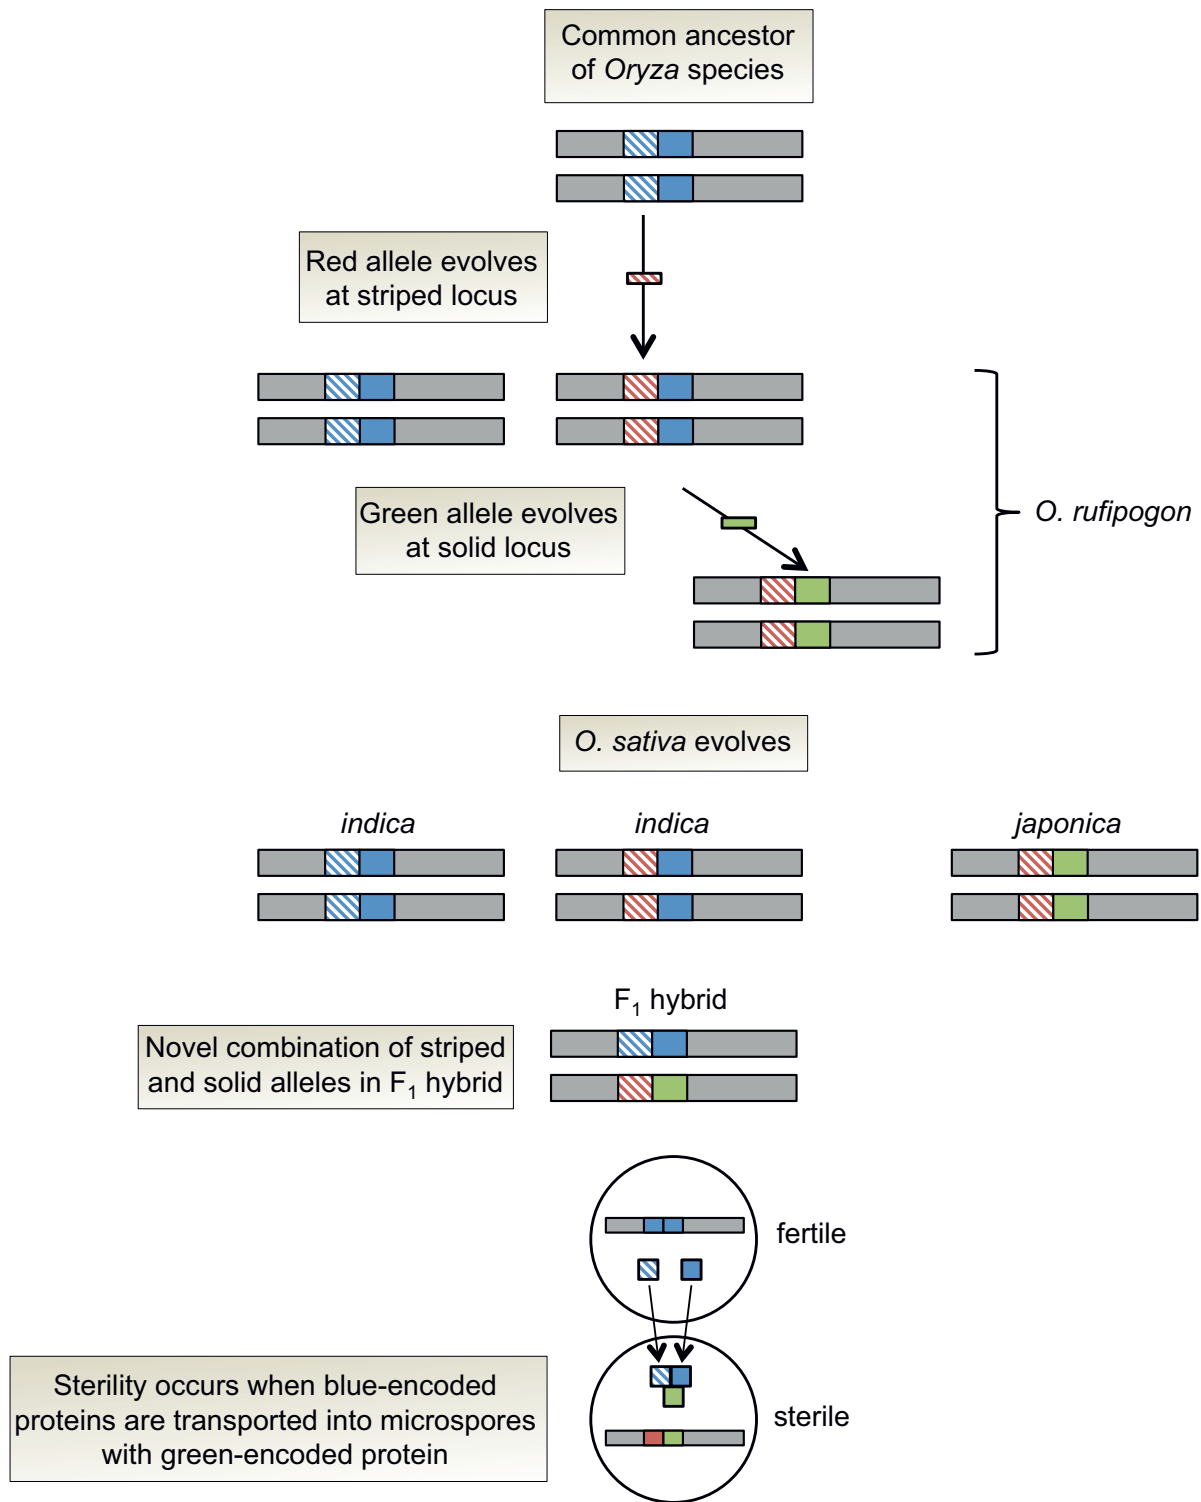 Common ancestor
of Oryza species
Red allele evolves
at striped locus
Green allele evolves
at solid locus
O. rufipogon
O. sativa evolves
indica
indica
japonica
F₁ hybrid
Novel combination of striped
and solid alleles in F₁ hybrid
fertile
Sterility occurs when blue-encoded
proteins are transported into microspores
with green-encoded protein
sterile